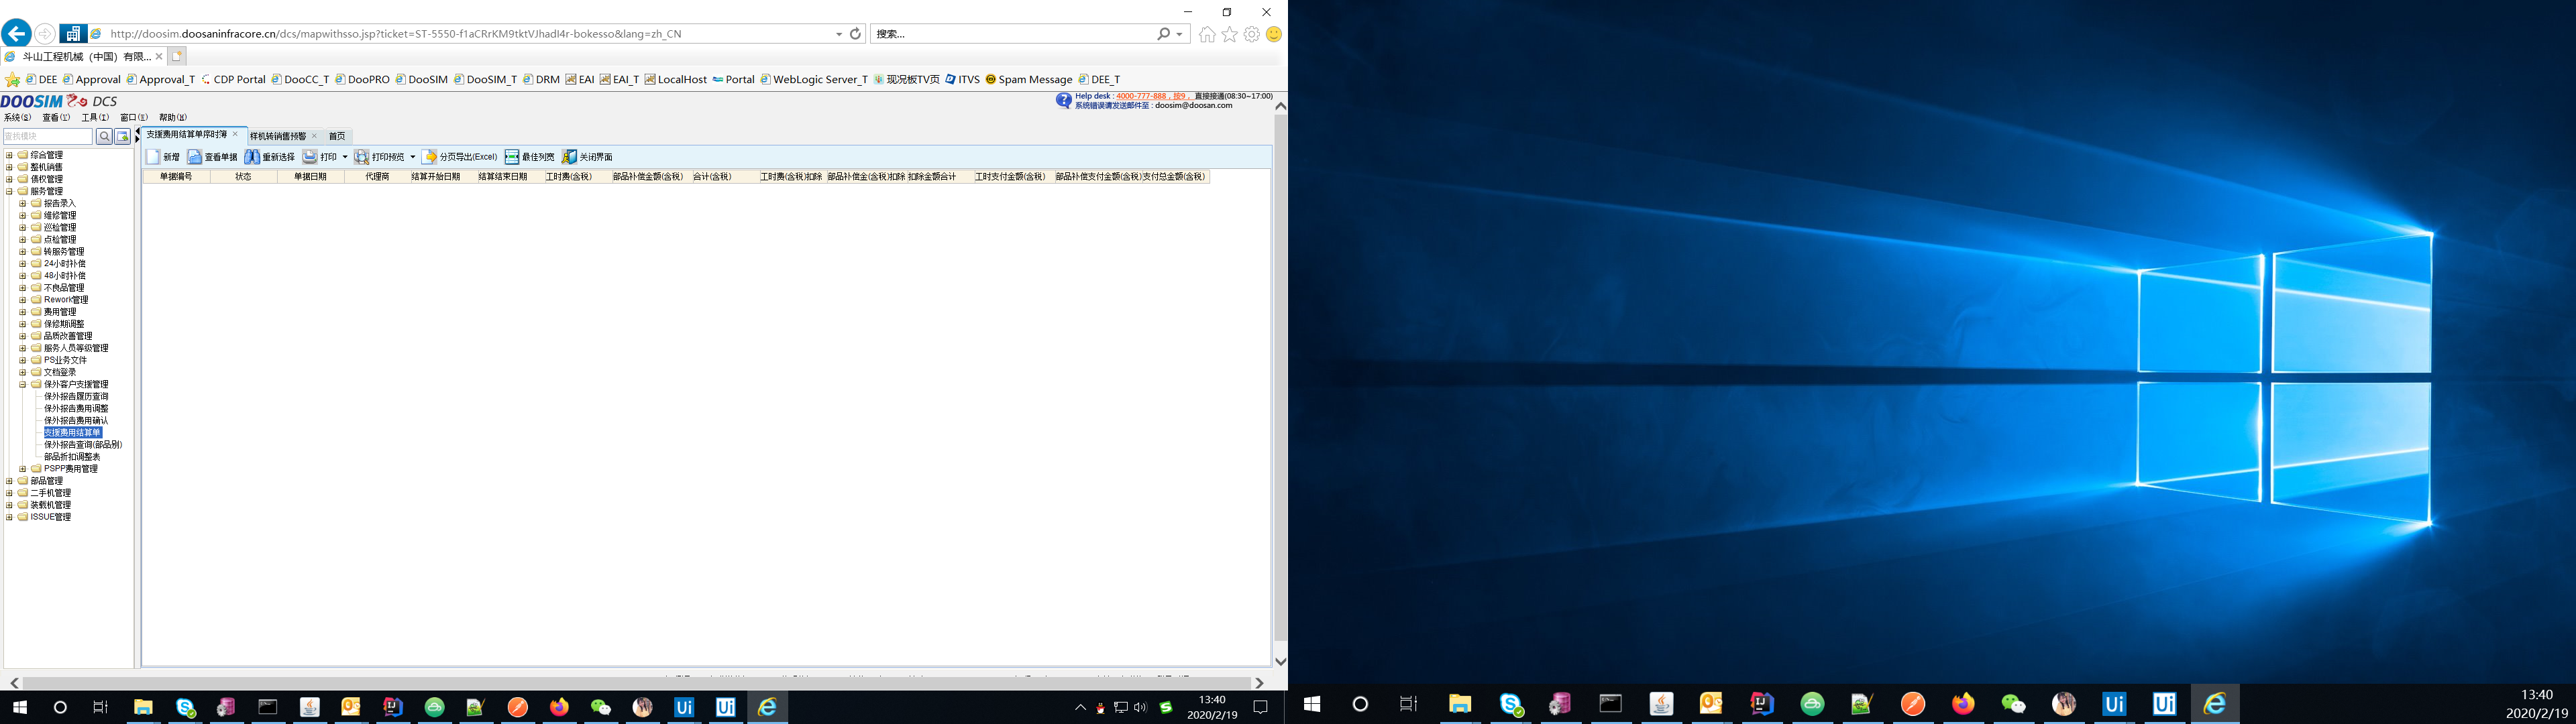 http://doosim.doosaninfracore.cn/dcs/mapwithsso.jsp?ticket=ST-5550-f1aCRrKM9tktVJhadI4r-bokesso&lang=zh_CN
搜索...
斗山工程机械（中国）有限...
DEE Approval Approval_T CDP Portal DooCC_T DooPRO DooSIM DooSIM_T DRM EAI EAI_T LocalHost Portal WebLogic Server_T 现况板TV页 ITVS Spam Message DEE_T
DOOSIM DCS
Help desk : 4000-777-888，按9， 直接接通(08:30~17:00)
系统错误请发送邮件至 : doosim@doosan.com
系统(S) 查看(V) 工具(I) 窗口(E) 帮助(H)
查找模块
支援费用结算单序时簿 样机转销售预警 首页
新增 查看单据 重新选择 打印 打印预览 分页导出(Excel) 最佳列宽 关闭界面
单据编号 状态 单据日期 代理商 结算开始日期 结算结束日期 工时费(含税) 部品补偿金额(含税) 合计(含税) 工时费(含税)扣除 部品补偿金(含税)扣除 扣除金额合计 工时支付金额(含税) 部品补偿支付金额(含税) 支付总金额(含税)
综合管理
整机销售
债权管理
服务管理
报告录入
维修管理
巡检管理
点检管理
转服务管理
24小时补偿
48小时补偿
不良品管理
Rework管理
费用管理
保修期调整
品质改善管理
服务人员等级管理
PS业务文件
文档登录
保外客户支援管理
保外报告履历查询
保外报告费用调整
保外报告费用确认
支援费用结算单
保外报告查询(部品别)
部品折扣调整表
PSPP费用管理
部品管理
二手机管理
装载机管理
ISSUE管理
13:40
2020/2/19
13:40
2020/2/19